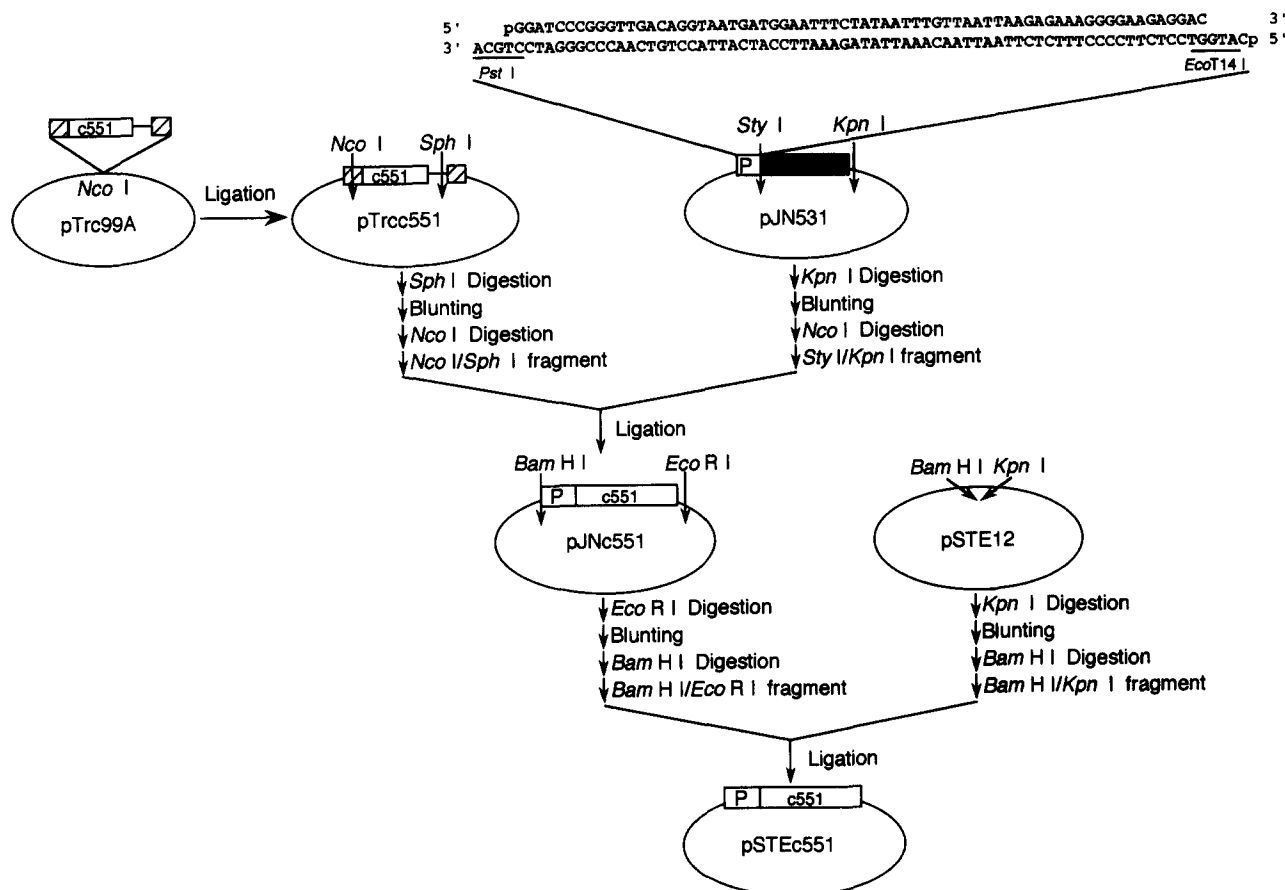 5' pGGATCCCGGGTTGACAGGTAATGATGGAATTTCTATAATTTGTTAATTAAGAGAAAGGGGAAGAGGAC 3'
3' ACGTCCTAGGGCCCAACTGTCCATTACTACCTTAAAGATATTAAACAATTAATTCTCTTTCCCCTTCTCCTGGTACp 5'
Pst I
EcoT14 I
c551
Nco I
pTrc99A
Ligation
Nco I
Sph I
c551
pTrcc551
Sty I
Kpn I
P
pJN531
Sph I Digestion
Blunting
Nco I Digestion
Nco I/Sph I fragment
Kpn I Digestion
Blunting
Nco I Digestion
Sty I/Kpn I fragment
Ligation
Bam H I
Eco R I
P
c551
pJNc551
Bam H I
Kpn I
pSTE12
Eco R I Digestion
Blunting
Bam H I Digestion
Bam H I/Eco R I fragment
Kpn I Digestion
Blunting
Bam H I Digestion
Bam H I/Kpn I fragment
Ligation
P
c551
pSTEc551